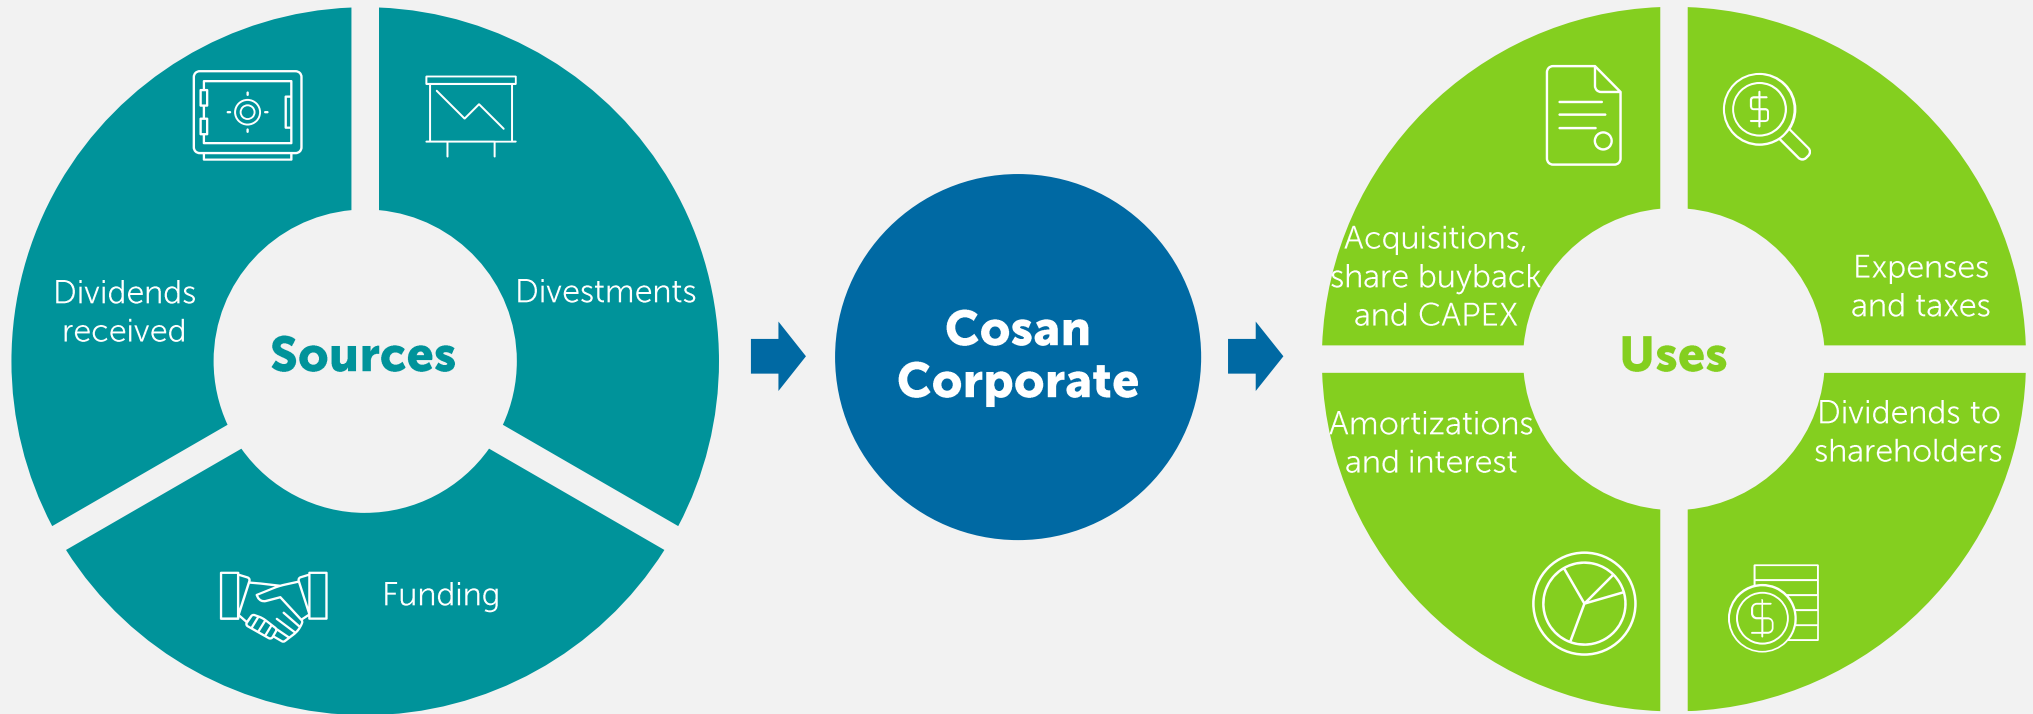 Dividends
received
Divestments
Sources
Funding
Cosan
Corporate
Acquisitions,
share buyback
and CAPEX
Expenses
and taxes
Uses
Amortizations
and interest
Dividends to
shareholders